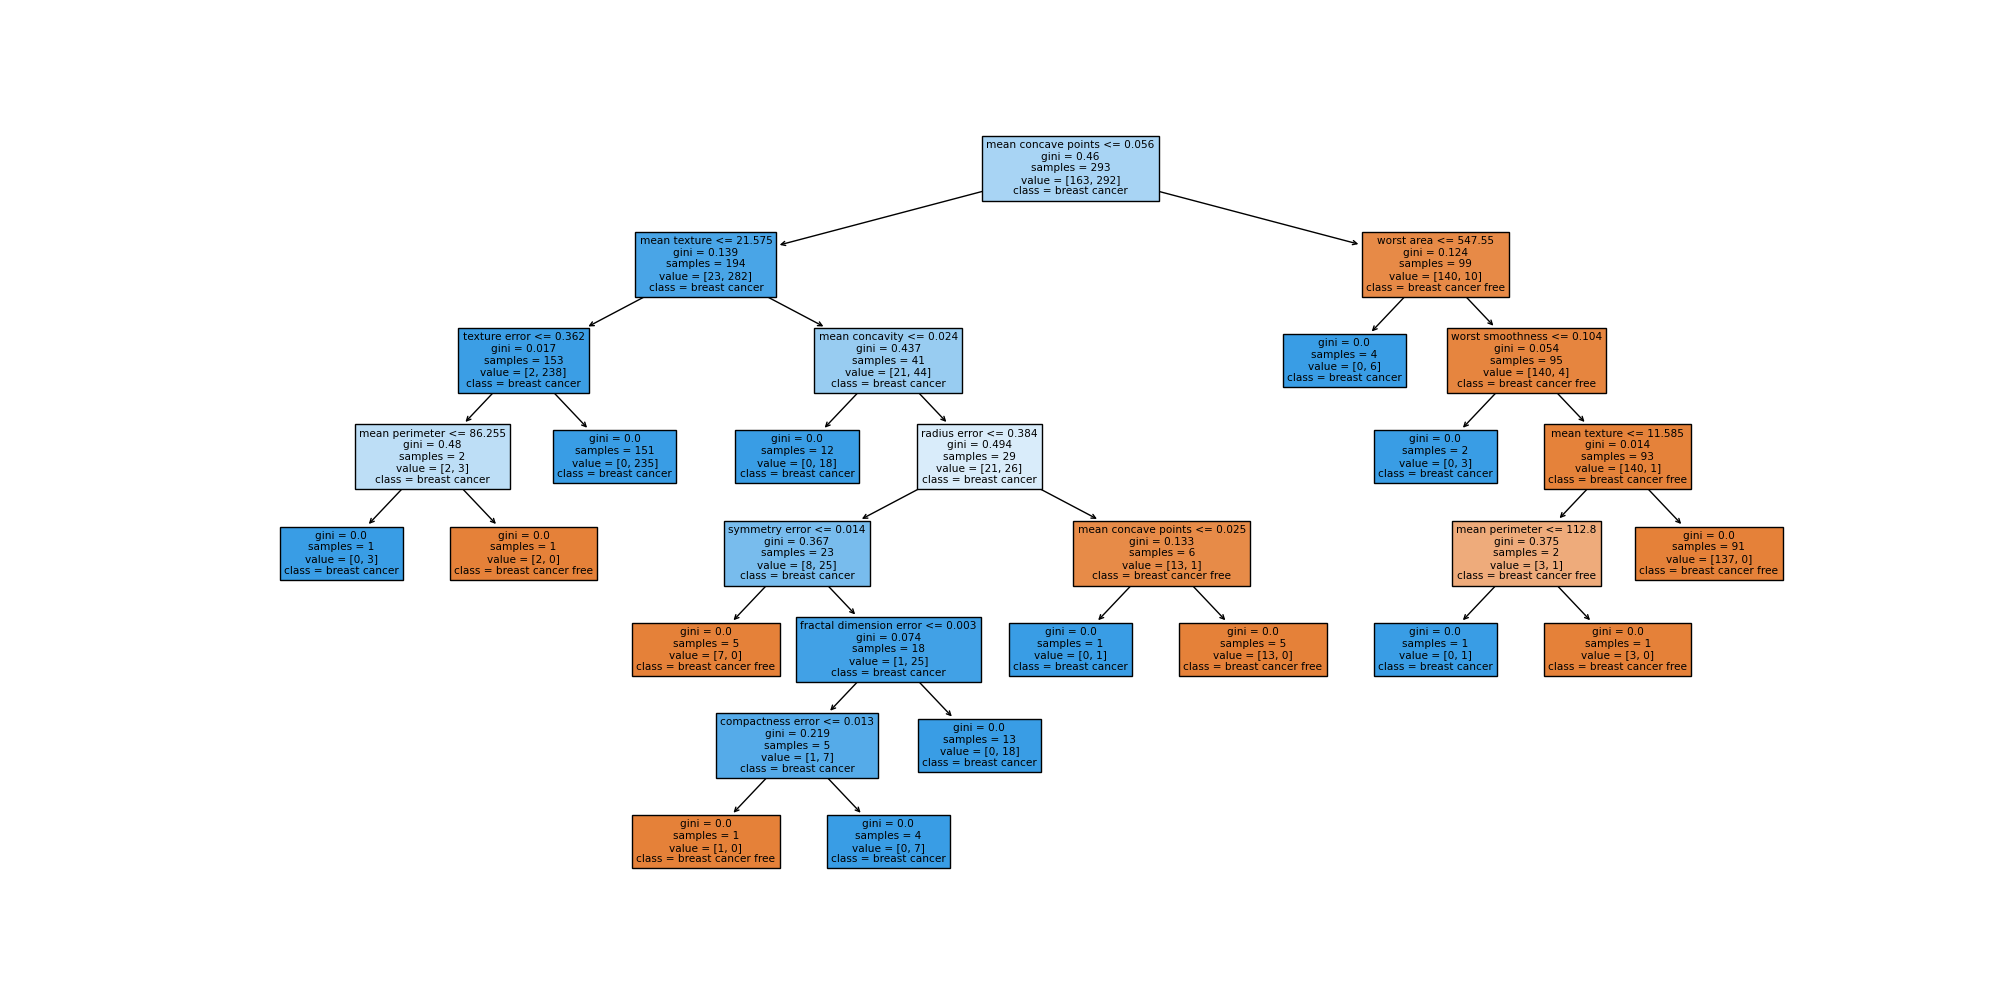 mean concave points <= 0.056
gini = 0.46
samples = 293
value = [163, 292]
class = breast cancer
mean texture <= 21.575
gini = 0.139
samples = 194
value = [23, 282]
class = breast cancer
worst area <= 547.55
gini = 0.124
samples = 99
value = [140, 10]
class = breast cancer free
texture error <= 0.362
gini = 0.017
samples = 153
value = [2, 238]
class = breast cancer
mean concavity <= 0.024
gini = 0.437
samples = 41
value = [21, 44]
class = breast cancer
gini = 0.0
samples = 4
value = [0, 6]
class = breast cancer
worst smoothness <= 0.104
gini = 0.054
samples = 95
value = [140, 4]
class = breast cancer free
mean perimeter <= 86.255
gini = 0.48
samples = 2
value = [2, 3]
class = breast cancer
gini = 0.0
samples = 151
value = [0, 235]
class = breast cancer
gini = 0.0
samples = 12
value = [0, 18]
class = breast cancer
radius error <= 0.384
gini = 0.494
samples = 29
value = [21, 26]
class = breast cancer
gini = 0.0
samples = 2
value = [0, 3]
class = breast cancer
mean texture <= 11.585
gini = 0.014
samples = 93
value = [140, 1]
class = breast cancer free
gini = 0.0
samples = 1
value = [0, 3]
class = breast cancer
gini = 0.0
samples = 1
value = [2, 0]
class = breast cancer free
symmetry error <= 0.014
gini = 0.367
samples = 23
value = [8, 25]
class = breast cancer
mean concave points <= 0.025
gini = 0.133
samples = 6
value = [13, 1]
class = breast cancer free
mean perimeter <= 112.8
gini = 0.375
samples = 2
value = [3, 1]
class = breast cancer free
gini = 0.0
samples = 91
value = [137, 0]
class = breast cancer free
gini = 0.0
samples = 5
value = [7, 0]
class = breast cancer free
fractal dimension error <= 0.003
gini = 0.074
samples = 18
value = [1, 25]
class = breast cancer
gini = 0.0
samples = 1
value = [0, 1]
class = breast cancer
gini = 0.0
samples = 5
value = [13, 0]
class = breast cancer free
gini = 0.0
samples = 1
value = [0, 1]
class = breast cancer
gini = 0.0
samples = 1
value = [3, 0]
class = breast cancer free
compactness error <= 0.013
gini = 0.219
samples = 5
value = [1, 7]
class = breast cancer
gini = 0.0
samples = 13
value = [0, 18]
class = breast cancer
gini = 0.0
samples = 1
value = [1, 0]
class = breast cancer free
gini = 0.0
samples = 4
value = [0, 7]
class = breast cancer